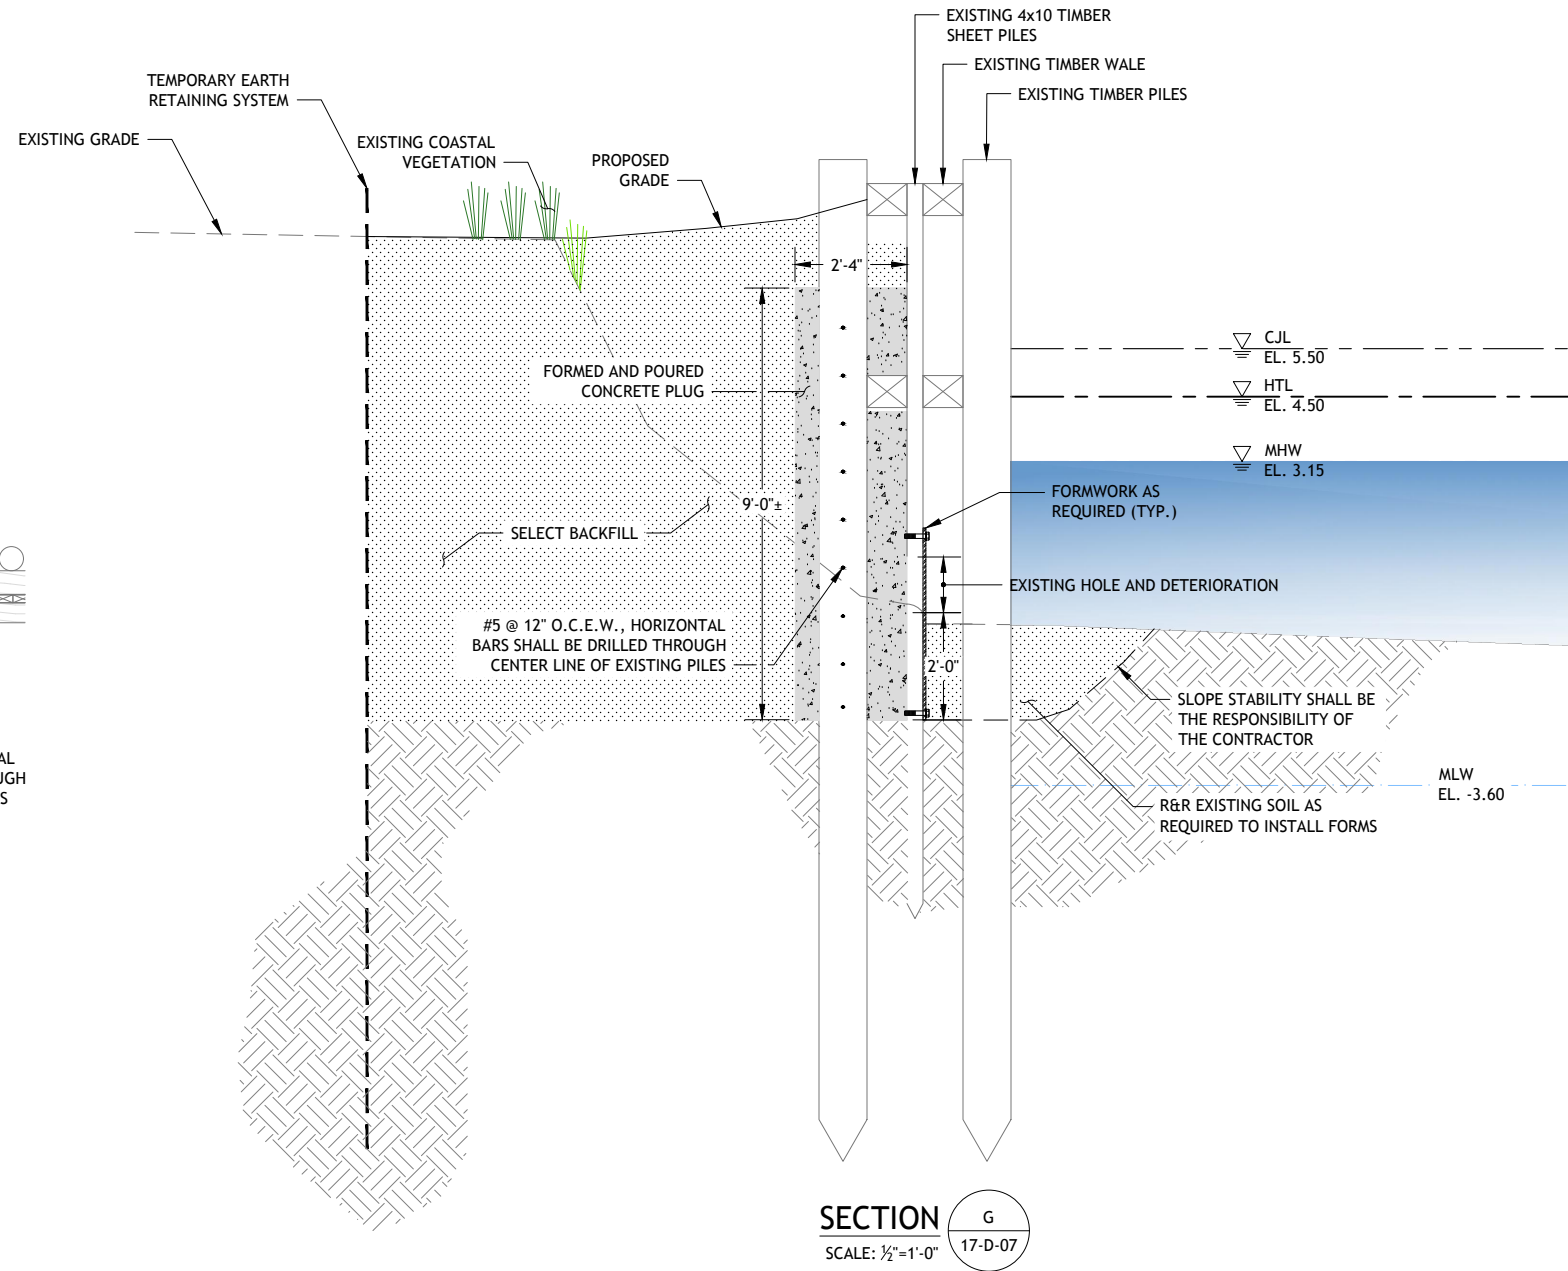 EXISTING 4x10 TIMBER
SHEET PILES
EXISTING TIMBER WALE
EXISTING TIMBER PILES
TEMPORARY EARTH
RETAINING SYSTEM
EXISTING GRADE
EXISTING COASTAL
VEGETATION
PROPOSED
GRADE
2'-4"
CJL
EL. 5.50
HTL
EL. 4.50
MHW
EL. 3.15
FORMED AND POURED
CONCRETE PLUG
9'-0"±
FORMWORK AS
REQUIRED (TYP.)
SELECT BACKFILL
EXISTING HOLE AND DETERIORATION
#5 @ 12" O.C.E.W., HORIZONTAL
BARS SHALL BE DRILLED THROUGH
CENTER LINE OF EXISTING PILES
2'-0"
SLOPE STABILITY SHALL BE
THE RESPONSIBILITY OF
THE CONTRACTOR
AL
UGH
S
MLW
EL. -3.60
R&R EXISTING SOIL AS
REQUIRED TO INSTALL FORMS
SECTION
SCALE: ½"=1'-0"
G
17-D-07